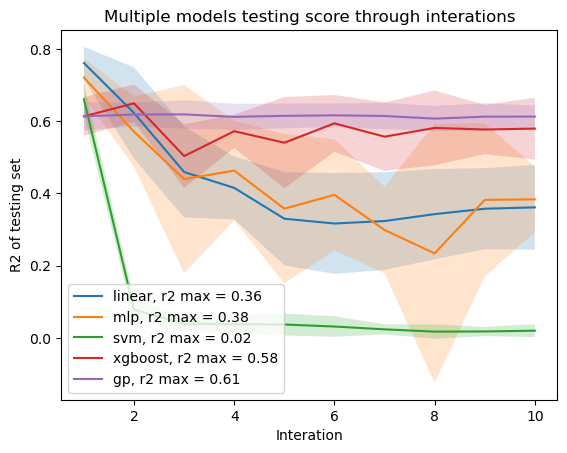 Multiple models testing score through interations
R2 of testing set
0.8
0.6
0.4
0.2
0.0
linear, r2 max = 0.36
mlp, r2 max = 0.38
svm, r2 max = 0.02
xgboost, r2 max = 0.58
gp, r2 max = 0.61
2 4 6 8 10
Interation